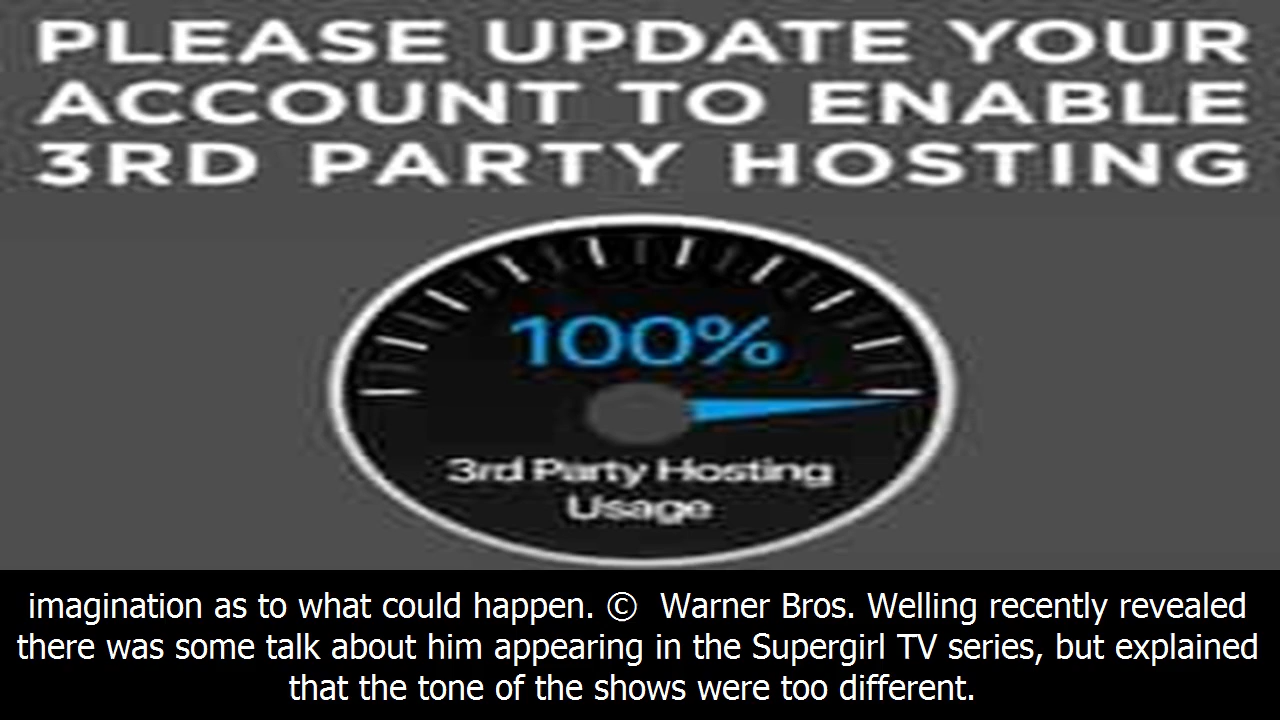 PLEASE UPDATE YOUR
ACCOUNT TO ENABLE
3RD PARTY HOSTING
100%
3rd Party Hosting
Usage
imagination as to what could happen. ©  Warner Bros. Welling recently revealed
there was some talk about him appearing in the Supergirl TV series, but explained
that the tone of the shows were too different.